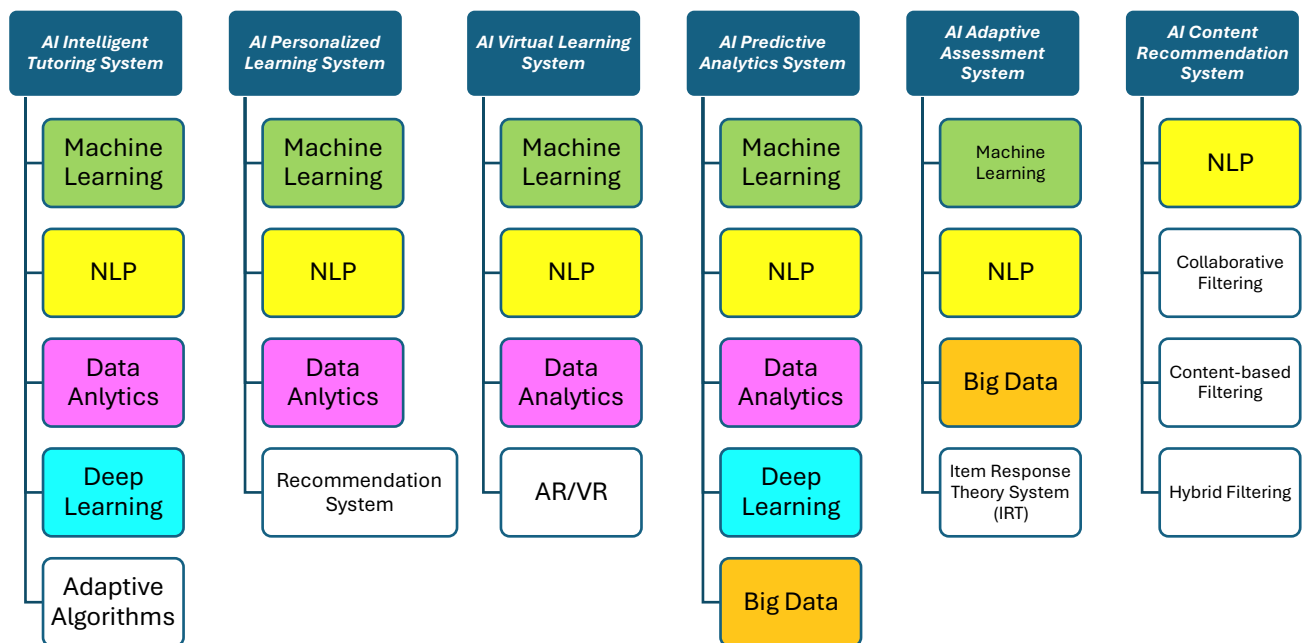 AI Intelligent
Tutoring System
Machine
Learning
NLP
Data
Anlytics
Deep
Learning
Adaptive
Algorithms
AI Personalized
Learning System
Machine
Learning
NLP
Data
Anlytics
Recommendation
System
AI Virtual Learning
System
Machine
Learning
NLP
Data
Analytics
AR/VR
AI Predictive
Analytics System
Machine
Learning
NLP
Data
Analytics
Deep
Learning
Big Data
AI Adaptive
Assessment
System
Machine
Learning
NLP
Big Data
Item Response
Theory System
(IRT)
AI Content
Recommendation
System
NLP
Collaborative
Filtering
Content-based
Filtering
Hybrid Filtering